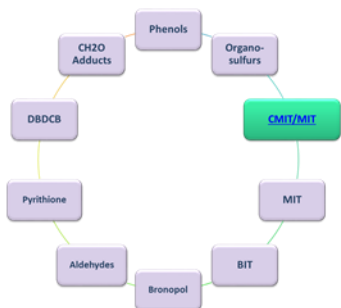 Phenols
Organo-
sulfurs
CMIT/MIT
MIT
BIT
Bronopol
Aldehydes
Pyrithione
DBDCB
CH2O
Adducts